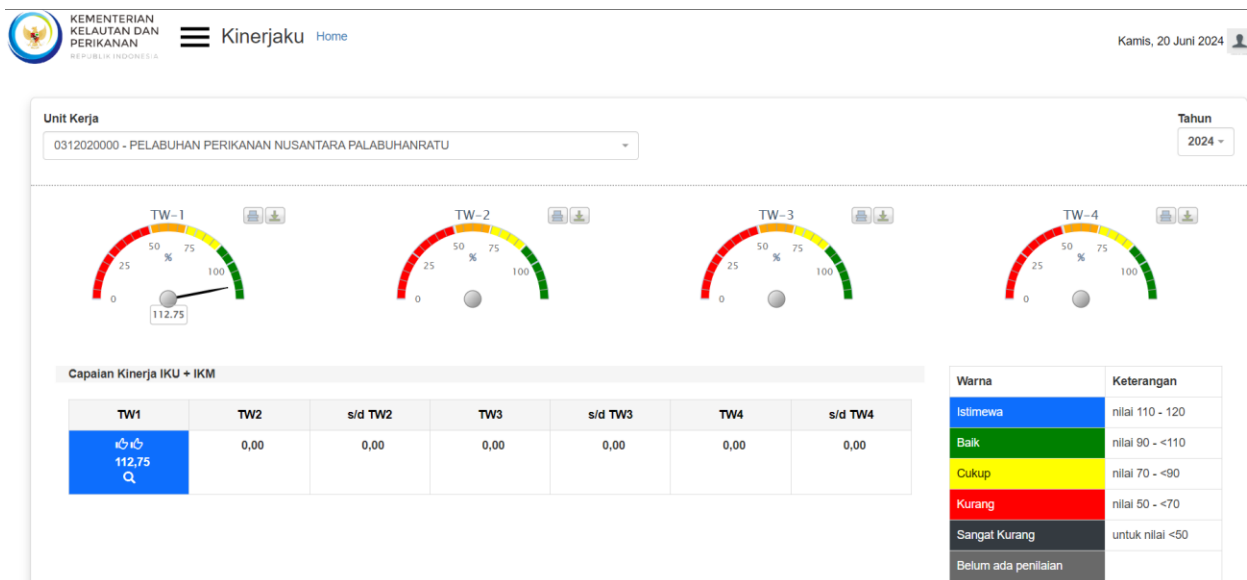 KEMENTERIAN
KELAUTAN DAN
PERIKANAN
REPUBLIK INDONESIA
Kinerjaku Home
Kamis, 20 Juni 2024
Unit Kerja
Tahun
0312020000 - PELABUHAN PERIKANAN NUSANTARA PALABUHANRATU
2024
TW-1
0 25 50 75 100
%
112.75
TW-2
0 25 50 75 100
%
TW-3
0 25 50 75 100
%
TW-4
0 25 50 75 100
%
Capaian Kinerja IKU + IKM
TW1 TW2 s/d TW2 TW3 s/d TW3 TW4 s/d TW4
112,75 0,00 0,00 0,00 0,00 0,00 0,00
Warna Keterangan
Istimewa nilai 110 - 120
Baik nilai 90 - <110
Cukup nilai 70 - <90
Kurang nilai 50 - <70
Sangat Kurang untuk nilai <50
Belum ada penilaian